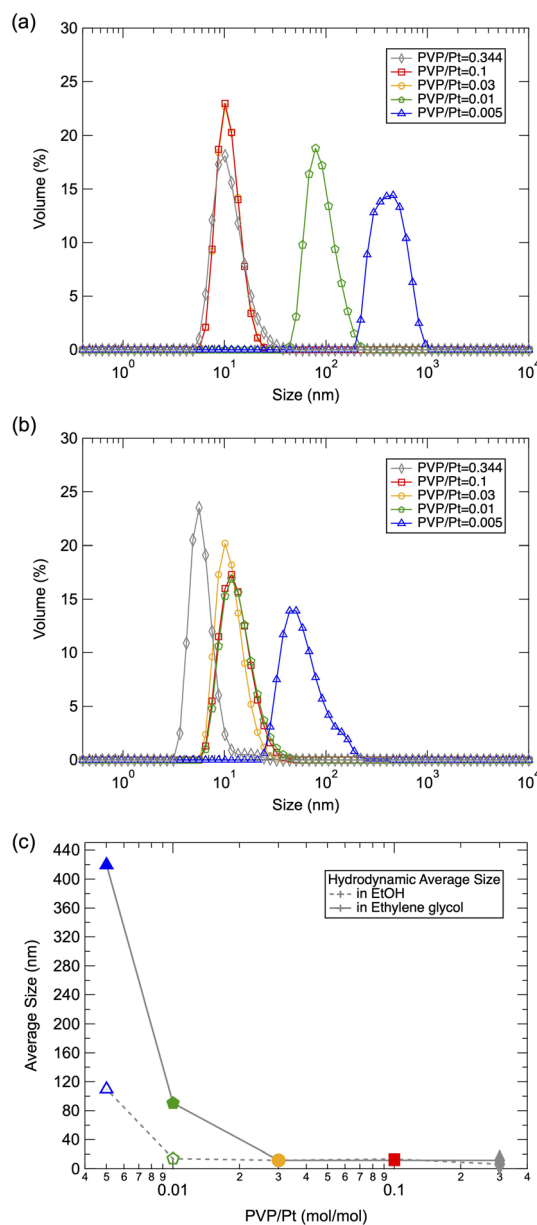 (a)
30
25
20
15
10
5
0
Volume (%)
PVP/Pt=0.344
PVP/Pt=0.1
PVP/Pt=0.03
PVP/Pt=0.01
PVP/Pt=0.005
10^0 10^1 10^2 10^3 10^4
Size (nm)
(b)
30
25
20
15
10
5
0
Volume (%)
PVP/Pt=0.344
PVP/Pt=0.1
PVP/Pt=0.03
PVP/Pt=0.01
PVP/Pt=0.005
10^0 10^1 10^2 10^3 10^4
Size (nm)
(c)
440
400
360
320
280
240
200
160
120
80
40
0
Average Size (nm)
Hydrodynamic Average Size
in EtOH
in Ethylene glycol
4 5 6 7 8 9 2 3 4 5 6 7 8 9 2 3 4
0.01 0.1
PVP/Pt (mol/mol)